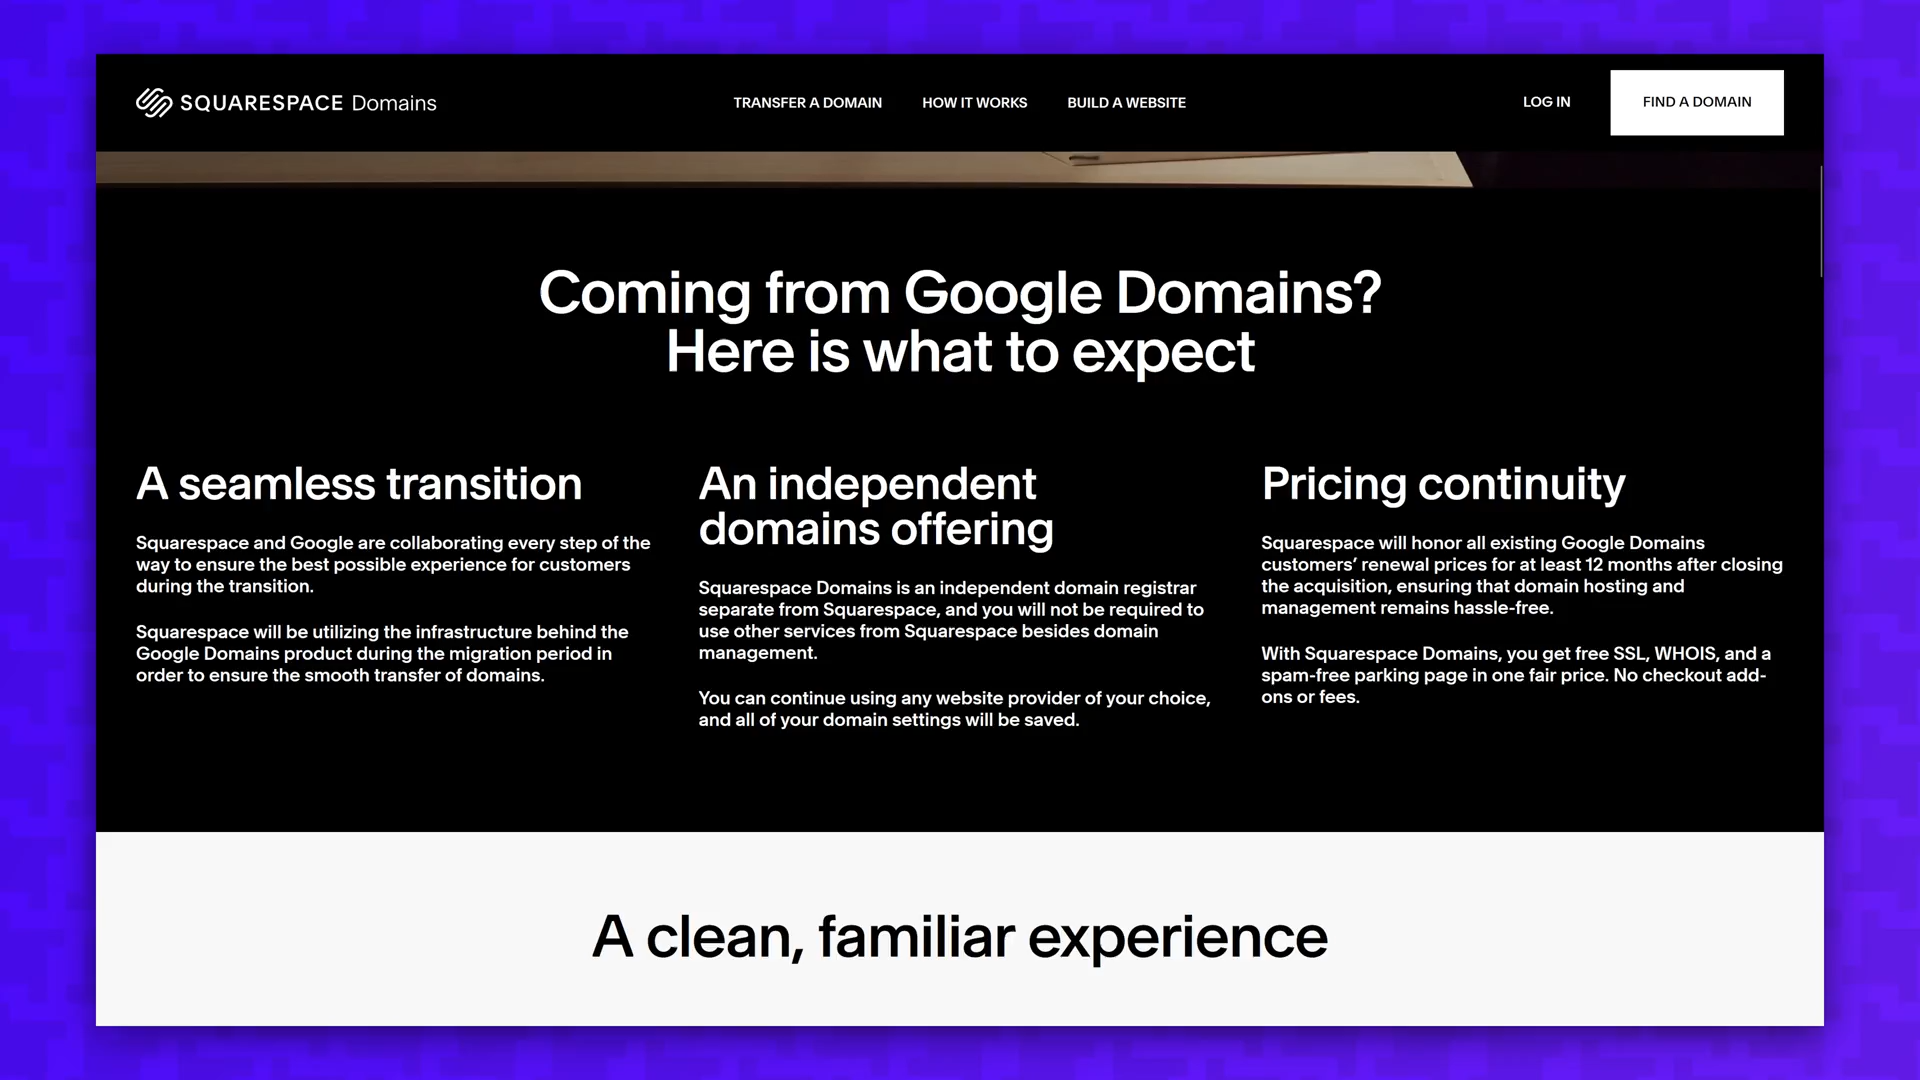 SQUARESPACE Domains
TRANSFER A DOMAIN
HOW IT WORKS
BUILD A WEBSITE
LOG IN
FIND A DOMAIN
Coming from Google Domains?
Here is what to expect
A seamless transition
Squarespace and Google are collaborating every step of the
way to ensure the best possible experience for customers
during the transition.
Squarespace will be utilizing the infrastructure behind the
Google Domains product during the migration period in
order to ensure the smooth transfer of domains.
An independent
domains offering
Squarespace Domains is an independent domain registrar
separate from Squarespace, and you will not be required to
use other services from Squarespace besides domain
management.
You can continue using any website provider of your choice,
and all of your domain settings will be saved.
Pricing continuity
Squarespace will honor all existing Google Domains
customers’ renewal prices for at least 12 months after closing
the acquisition, ensuring that domain hosting and
management remains hassle-free.
With Squarespace Domains, you get free SSL, WHOIS, and a
spam-free parking page in one fair price. No checkout add-
ons or fees.
A clean, familiar experience